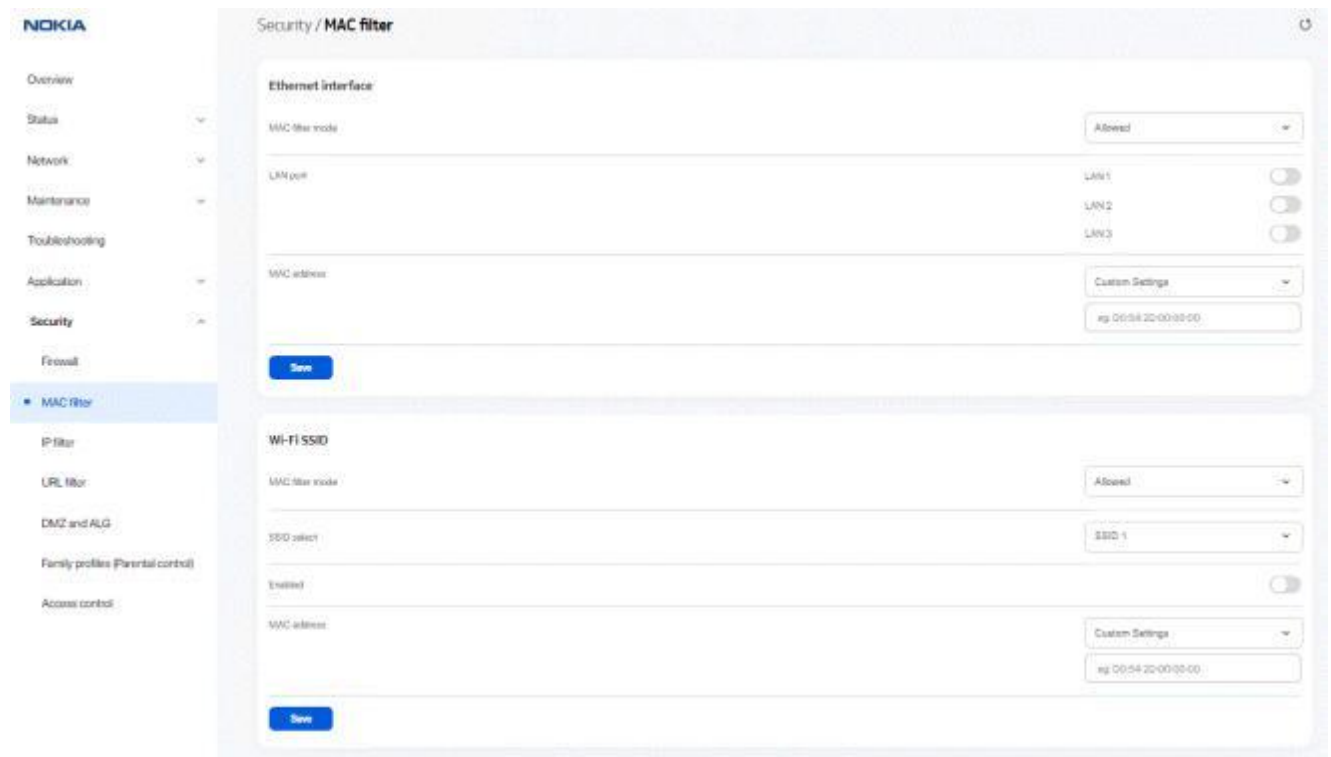 NOKIA
Security / MAC filter
Overview
Status
Network
Maintenance
Troubleshooting
Application
Security
Firewall
MAC filter
IP filter
URL filter
DMZ and ALG
Family profiles (Parental control)
Access control
Ethernet interface
MAC filter mode
Allowed
LAN port
LAN 1
LAN 2
LAN 3
MAC address
Custom Settings
eg:
Save
Wi-Fi SSID
MAC filter mode
Allowed
SSID select
SSID 1
Enabled
MAC address
Custom Settings
eg:
Save